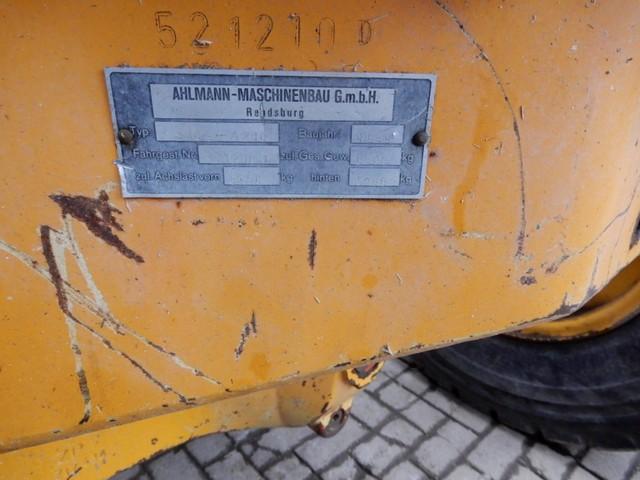 521210 D
AHLMANN-MASCHINENBAU G.m.b.H.
Rendsburg
Typ Baujahr
Fahrgest.Nr. zul.Ges.Gew. kg
zul. Achslast vorn kg hinten kg